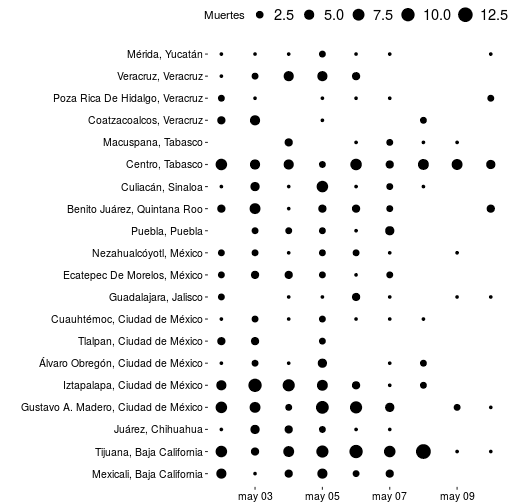 Muertes 2.5 5.0 7.5 10.0 12.5
Mérida, Yucatán
Veracruz, Veracruz
Poza Rica De Hidalgo, Veracruz
Coatzacoalcos, Veracruz
Macuspana, Tabasco
Centro, Tabasco
Culiacán, Sinaloa
Benito Juárez, Quintana Roo
Puebla, Puebla
Nezahualcóyotl, México
Ecatepec De Morelos, México
Guadalajara, Jalisco
Cuauhtémoc, Ciudad de México
Tlalpan, Ciudad de México
Álvaro Obregón, Ciudad de México
Iztapalapa, Ciudad de México
Gustavo A. Madero, Ciudad de México
Juárez, Chihuahua
Tijuana, Baja California
Mexicali, Baja California
may 03 may 05 may 07 may 09